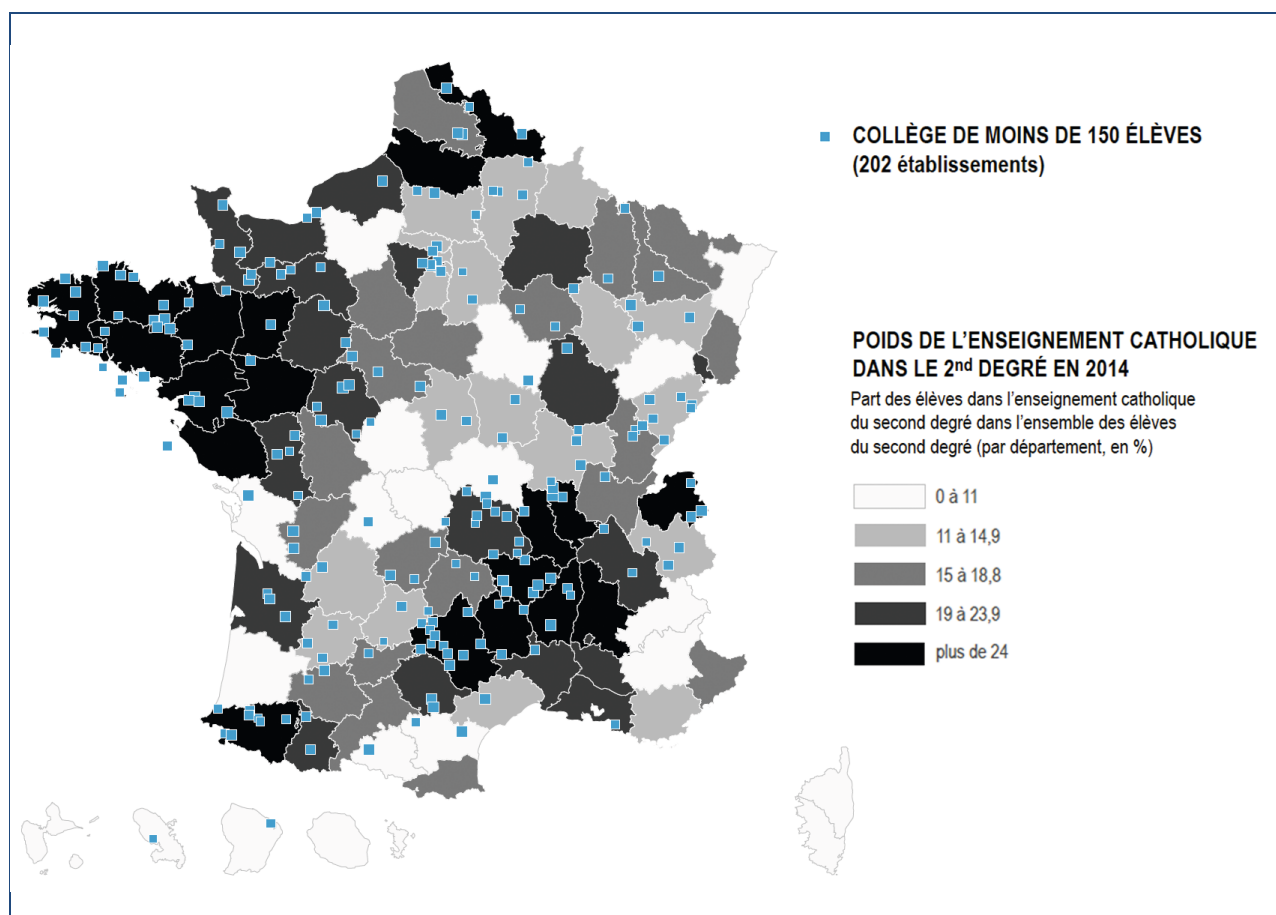 COLLÈGE DE MOINS DE 150 ÉLÈVES
(202 établissements)
POIDS DE L'ENSEIGNEMENT CATHOLIQUE
DANS LE 2nd DEGRÉ EN 2014
Part des élèves dans l'enseignement catholique
du second degré dans l'ensemble des élèves
du second degré (par département, en %)
0 à 11
11 à 14,9
15 à 18,8
19 à 23,9
plus de 24